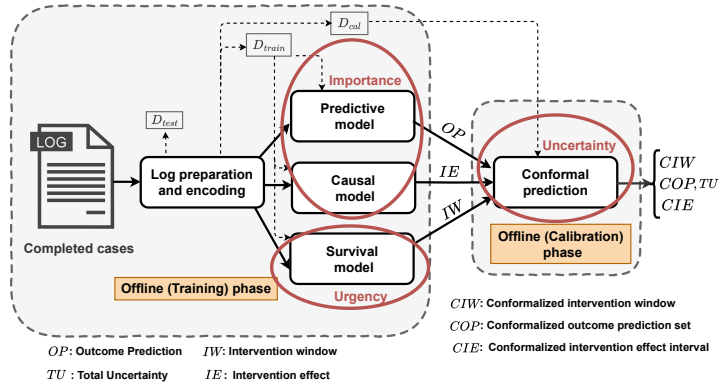 D_cal
D_train
Importance
Predictive
model
D_test
OP
Uncertainty
LOG
Log preparation
and encoding
Causal
model
IE
Conformal
prediction
CIW
COP, TU
CIE
IW
Completed cases
Survival
model
Offline (Training) phase
Urgency
Offline (Calibration)
phase
CIW: Conformalized intervention window
COP: Conformalized outcome prediction set
CIE: Conformalized intervention effect interval
OP: Outcome Prediction
IW: Intervention window
TU: Total Uncertainty
IE: Intervention effect